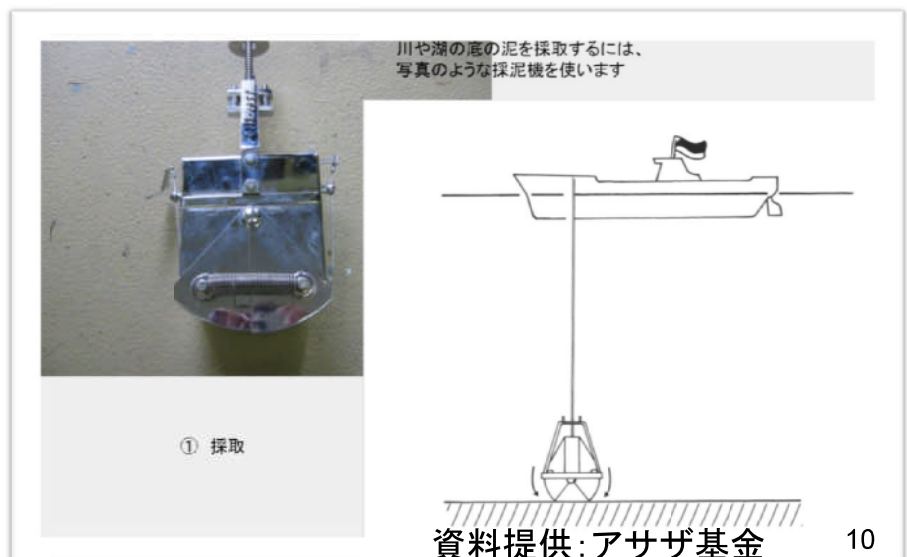 川や湖の底の泥を採取するには、
写真のような採泥機を使います
① 採取
資料提供：アサザ基金
10